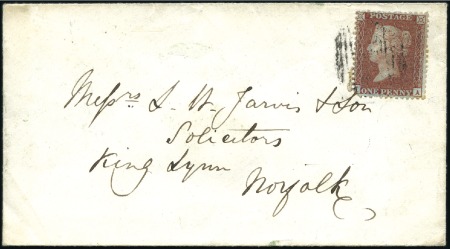 POSTAGE
ONE PENNY
A
Messrs L. W. Jarvis & Son
Solicitors
King Lynn
Norfolk